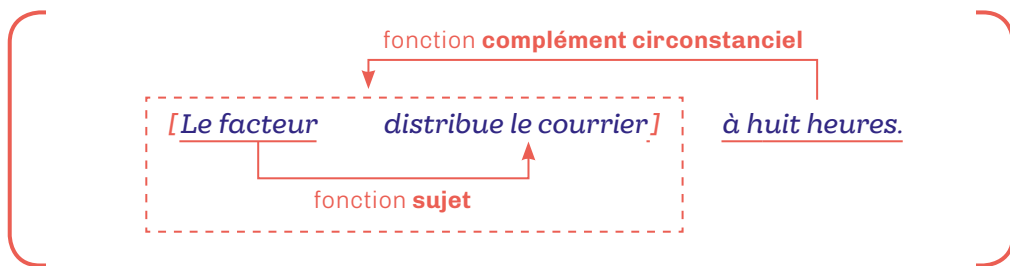 fonction complément circonstanciel
[Le facteur distribue le courrier] à huit heures.
fonction sujet